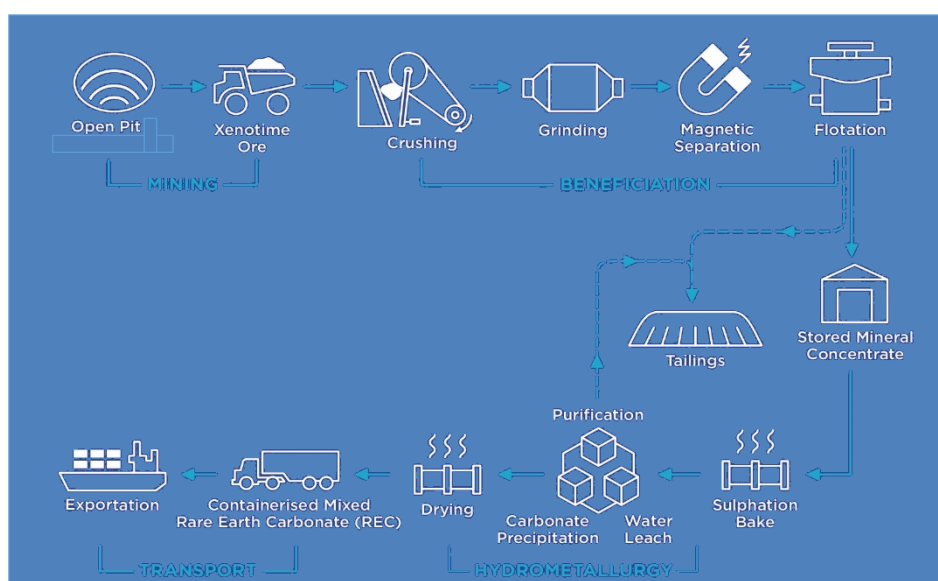 Open Pit
Xenotime
Ore
Crushing
Grinding
Magnetic
Separation
Flotation
MINING
BENEFICIATION
Tailings
Stored Mineral
Concentrate
Purification
Exportation
Containerised Mixed
Rare Earth Carbonate (REC)
Drying
Carbonate
Precipitation
Water
Leach
Sulphation
Bake
TRANSPORT
HYDROMETALLURGY